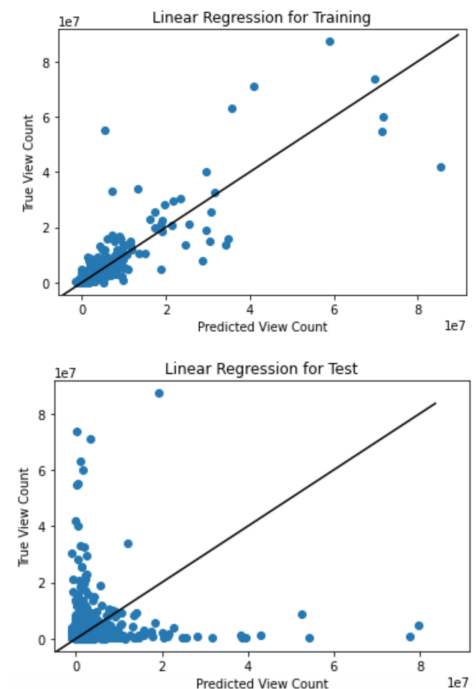 Linear Regression for Training
1e7
8
6
4
2
0
True View Count
0
2
4
6
8
Predicted View Count
1e7
Linear Regression for Test
1e7
8
6
4
2
0
True View Count
0
2
4
6
8
Predicted View Count
1e7